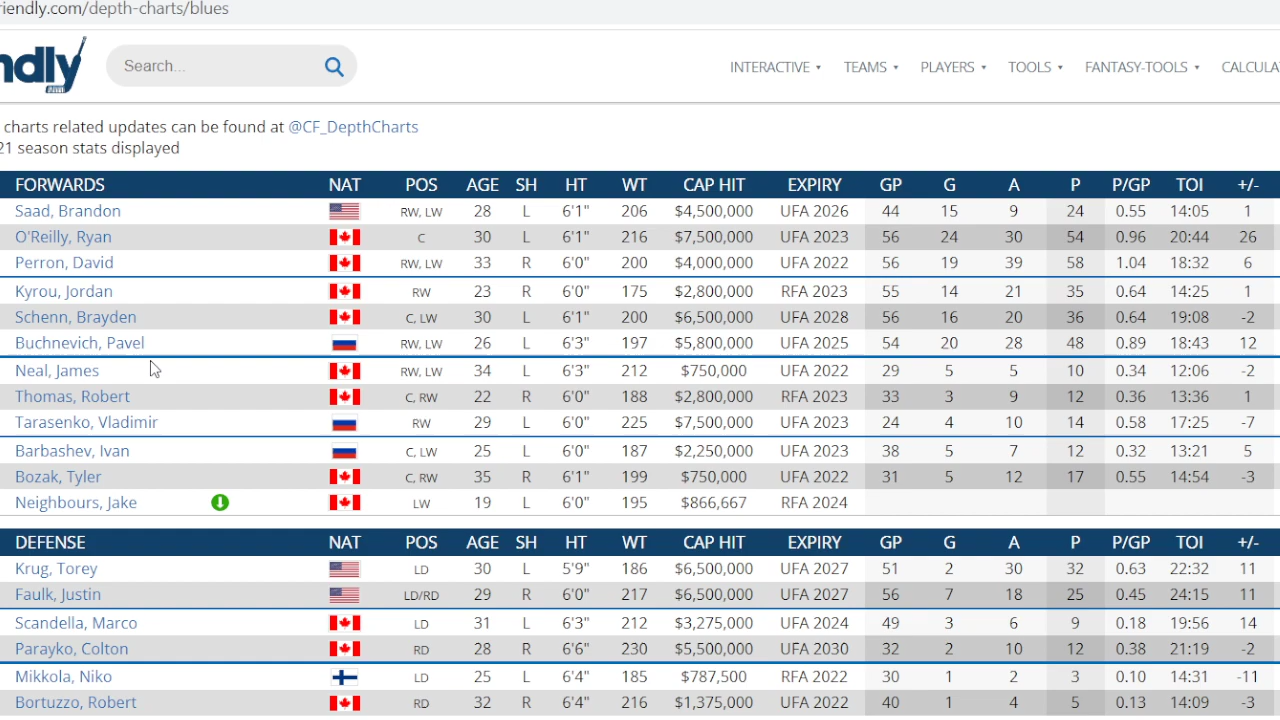 riendly.com/depth-charts/blues
ndly Search... INTERACTIVE TEAMS PLAYERS TOOLS FANTASY-TOOLS CALCULA
charts related updates can be found at @CF_DepthCharts
21 season stats displayed
FORWARDS NAT POS AGE SH HT WT CAP HIT EXPIRY GP G A P P/GP TOI +/-
Saad, Brandon RW, LW 28 L 6'1" 206 $4,500,000 UFA 2026 44 15 9 24 0.55 14:05 1
O'Reilly, Ryan C 30 L 6'1" 216 $7,500,000 UFA 2023 56 24 30 54 0.96 20:44 26
Perron, David RW, LW 33 R 6'0" 200 $4,000,000 UFA 2022 56 19 39 58 1.04 18:32 6
Kyrou, Jordan RW 23 R 6'0" 175 $2,800,000 RFA 2023 55 14 21 35 0.64 14:25 1
Schenn, Brayden C, LW 30 L 6'1" 200 $6,500,000 UFA 2028 56 16 20 36 0.64 19:08 -2
Buchnevich, Pavel RW, LW 26 L 6'3" 197 $5,800,000 UFA 2025 54 20 28 48 0.89 18:43 12
Neal, James RW, LW 34 L 6'3" 212 $750,000 UFA 2022 29 5 5 10 0.34 12:06 -2
Thomas, Robert C, RW 22 R 6'0" 188 $2,800,000 RFA 2023 33 3 9 12 0.36 13:36 1
Tarasenko, Vladimir RW 29 L 6'0" 225 $7,500,000 UFA 2023 24 4 10 14 0.58 17:25 -7
Barbashev, Ivan C, LW 25 L 6'0" 187 $2,250,000 UFA 2023 38 5 7 12 0.32 13:21 5
Bozak, Tyler C, RW 35 R 6'1" 199 $750,000 UFA 2022 31 5 12 17 0.55 14:54 -3
Neighbours, Jake LW 19 L 6'0" 195 $866,667 RFA 2024
DEFENSE NAT POS AGE SH HT WT CAP HIT EXPIRY GP G A P P/GP TOI +/-
Krug, Torey LD 30 L 5'9" 186 $6,500,000 UFA 2027 51 2 30 32 0.63 22:32 11
Faulk, Justin LD/RD 29 R 6'0" 217 $6,500,000 UFA 2027 56 7 18 25 0.45 24:15 11
Scandella, Marco LD 31 L 6'3" 212 $3,275,000 UFA 2024 49 3 6 9 0.18 19:56 14
Parayko, Colton RD 28 R 6'6" 230 $5,500,000 UFA 2030 32 2 10 12 0.38 21:19 -2
Mikkola, Niko LD 25 L 6'4" 185 $787,500 RFA 2022 30 1 2 3 0.10 14:31 -11
Bortuzzo, Robert RD 32 R 6'4" 216 $1,375,000 UFA 2022 40 1 4 5 0.13 14:09 -3